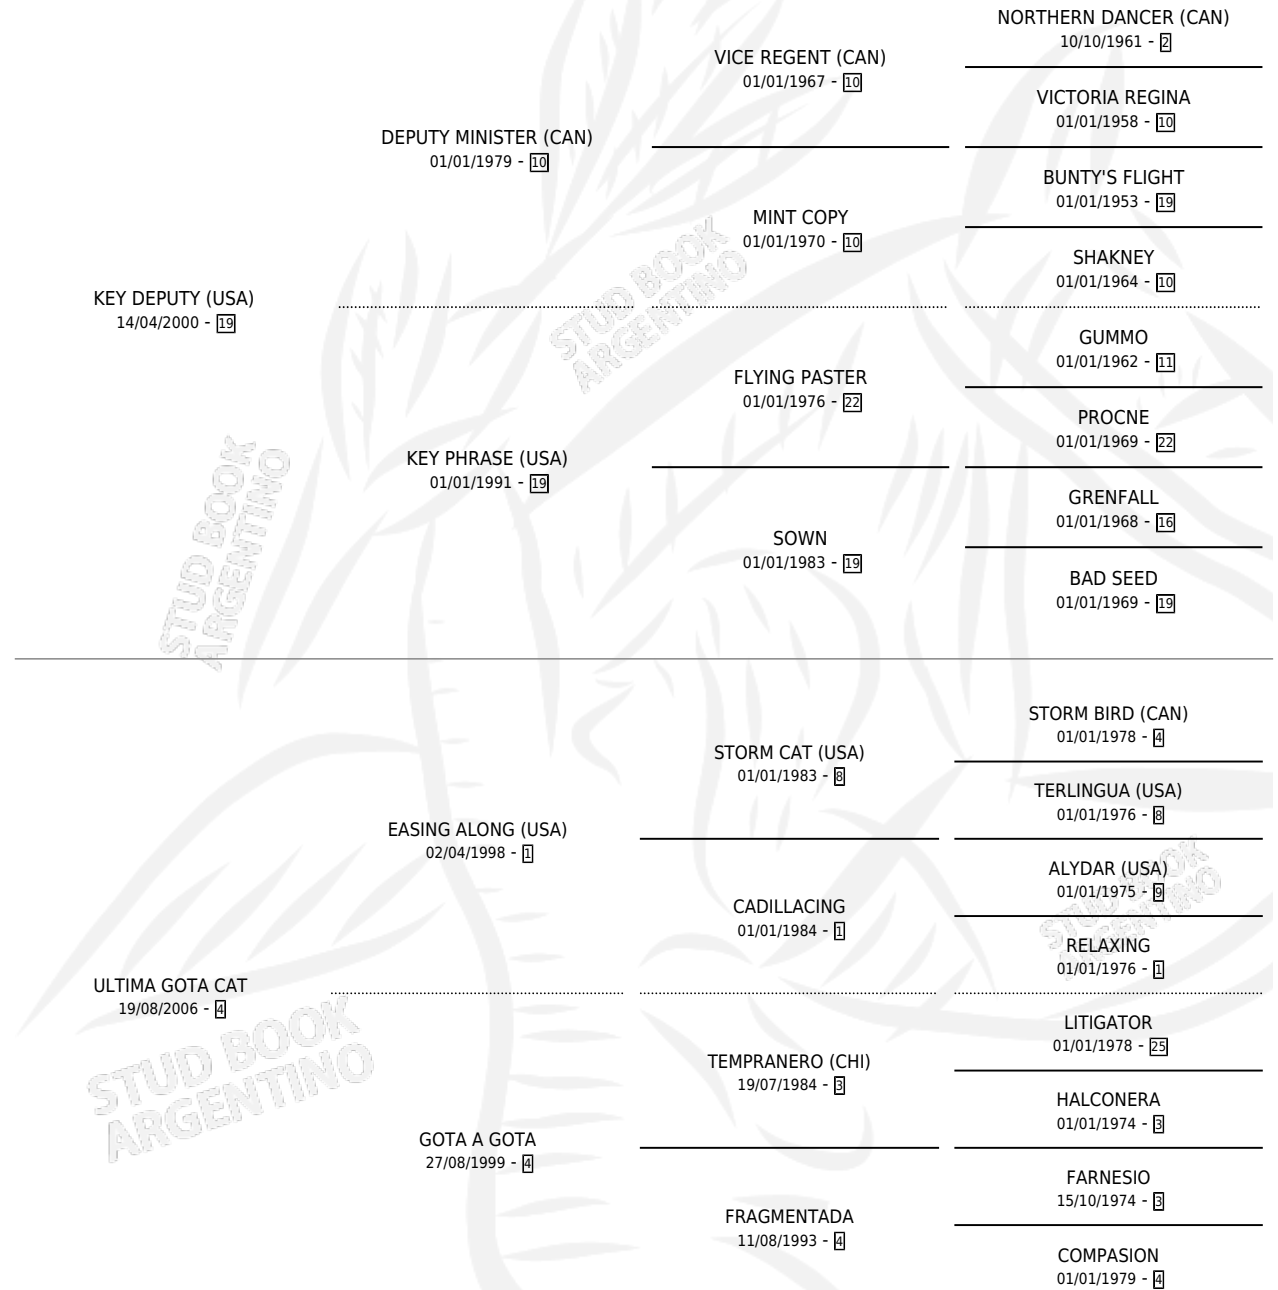 NORTHERN DANCER (CAN)
10/10/1961 - 2
VICE REGENT (CAN)
01/01/1967 - 10
VICTORIA REGINA
01/01/1958 - 10
DEPUTY MINISTER (CAN)
01/01/1979 - 10
BUNTY'S FLIGHT
01/01/1953 - 19
MINT COPY
01/01/1970 - 10
SHAKNEY
01/01/1964 - 10
KEY DEPUTY (USA)
14/04/2000 - 19
GUMMO
01/01/1962 - 11
FLYING PASTER
01/01/1976 - 22
PROCNE
01/01/1969 - 22
KEY PHRASE (USA)
01/01/1991 - 19
GRENFALL
01/01/1968 - 16
SOWN
01/01/1983 - 19
BAD SEED
01/01/1969 - 19
STUD BOOK
ARGENTINO
STUD BOOK
ARGENTINO
STORM BIRD (CAN)
01/01/1978 - 4
STORM CAT (USA)
01/01/1983 - 8
TERLINGUA (USA)
01/01/1976 - 8
EASING ALONG (USA)
02/04/1998 - 1
ALYDAR (USA)
01/01/1975 - 9
CADILLACING
01/01/1984 - 1
RELAXING
01/01/1976 - 1
STUD BOOK
ARGENTINO
ULTIMA GOTA CAT
19/08/2006 - 4
LITIGATOR
01/01/1978 - 25
TEMPRANERO (CHI)
19/07/1984 - 3
HALCONERA
01/01/1974 - 3
GOTA A GOTA
27/08/1999 - 4
FARNESIO
15/10/1974 - 3
FRAGMENTADA
11/08/1993 - 4
COMPASION
01/01/1979 - 4
STUD BOOK
ARGENTINO